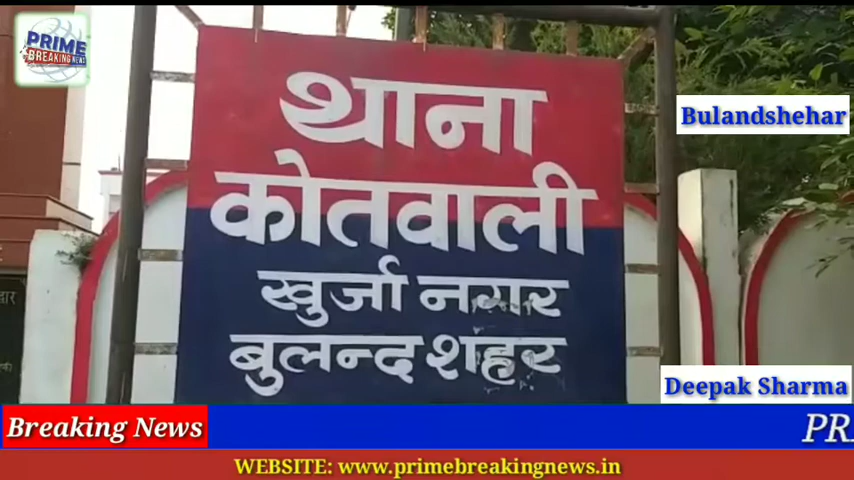 PRIME
BREAKING NEWS
थाना
कोतवाली
खुर्जा नगर
बुलन्दशहर
Bulandshehar
Deepak Sharma
Breaking News
PR
WEBSITE: www.primebreakingnews.in